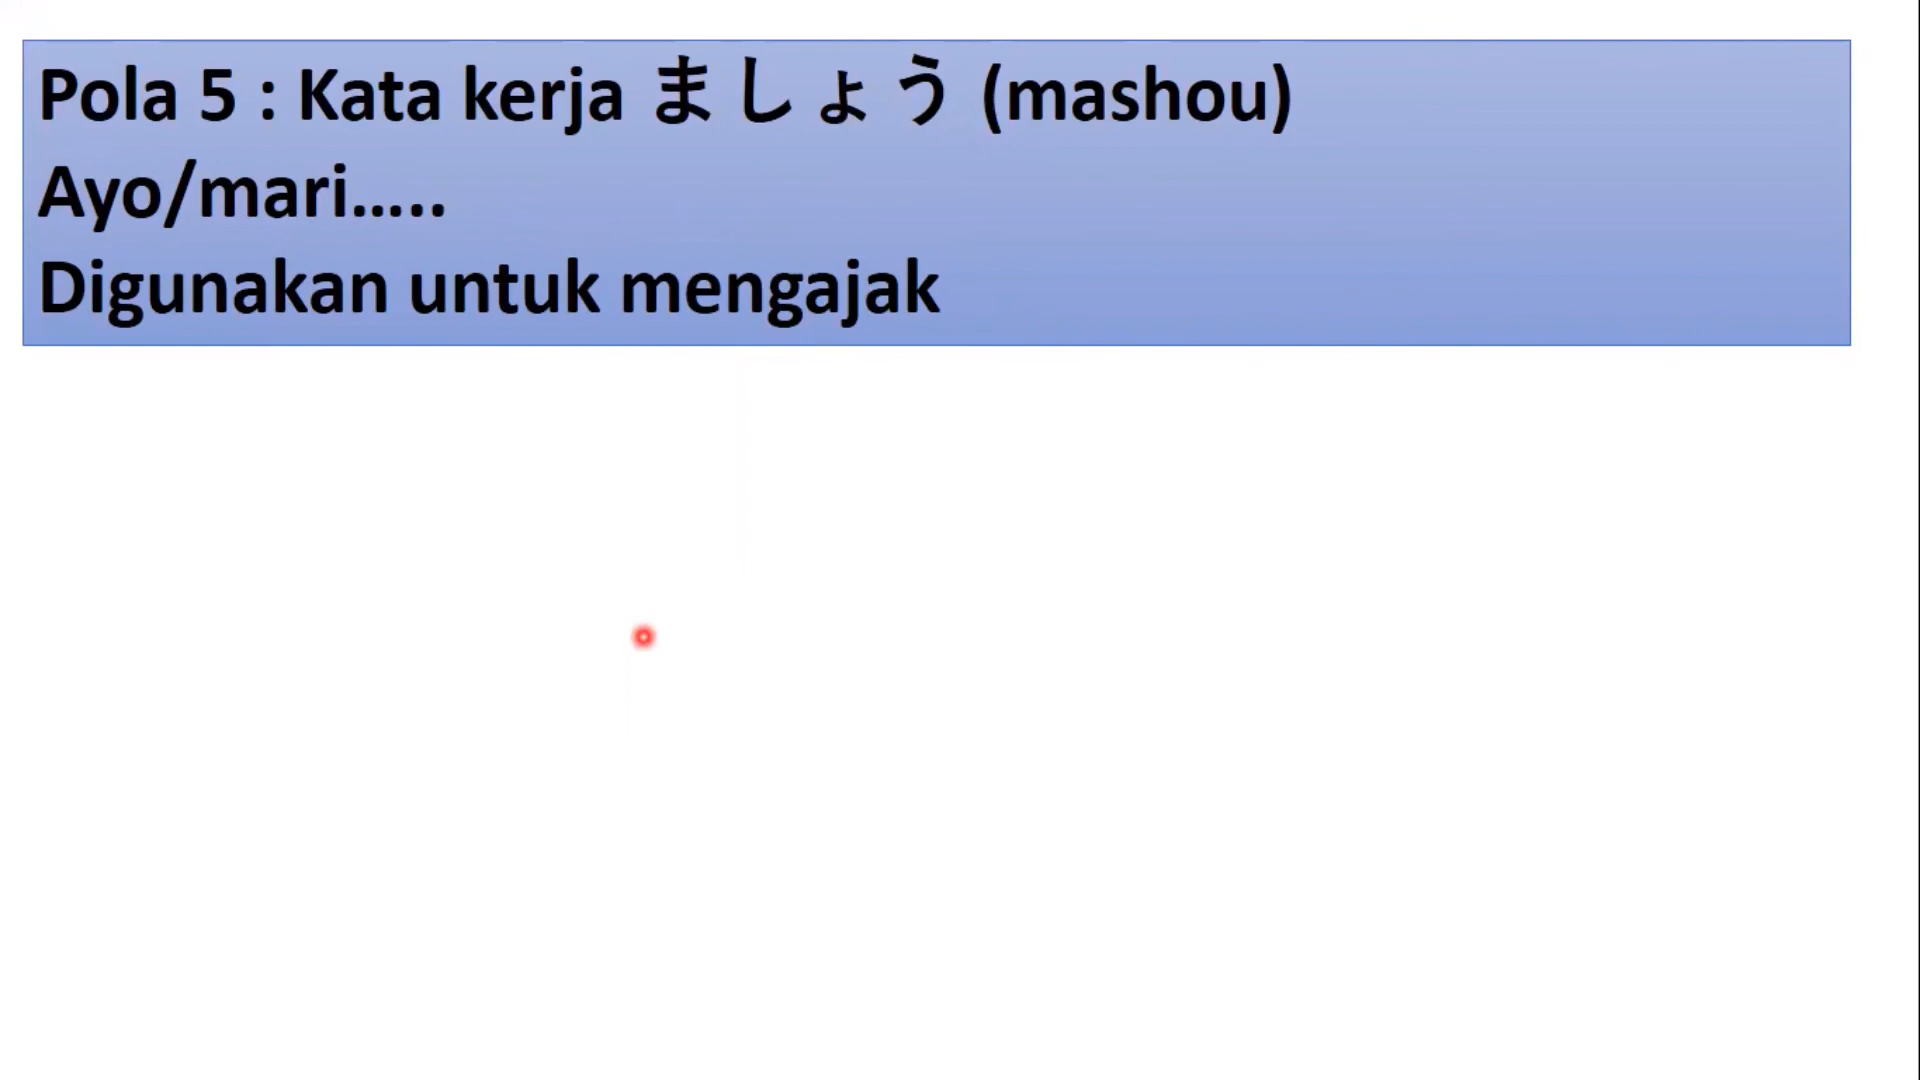 Pola 5 : Kata kerja ましょう (mashou)
Ayo/mari.....
Digunakan untuk mengajak